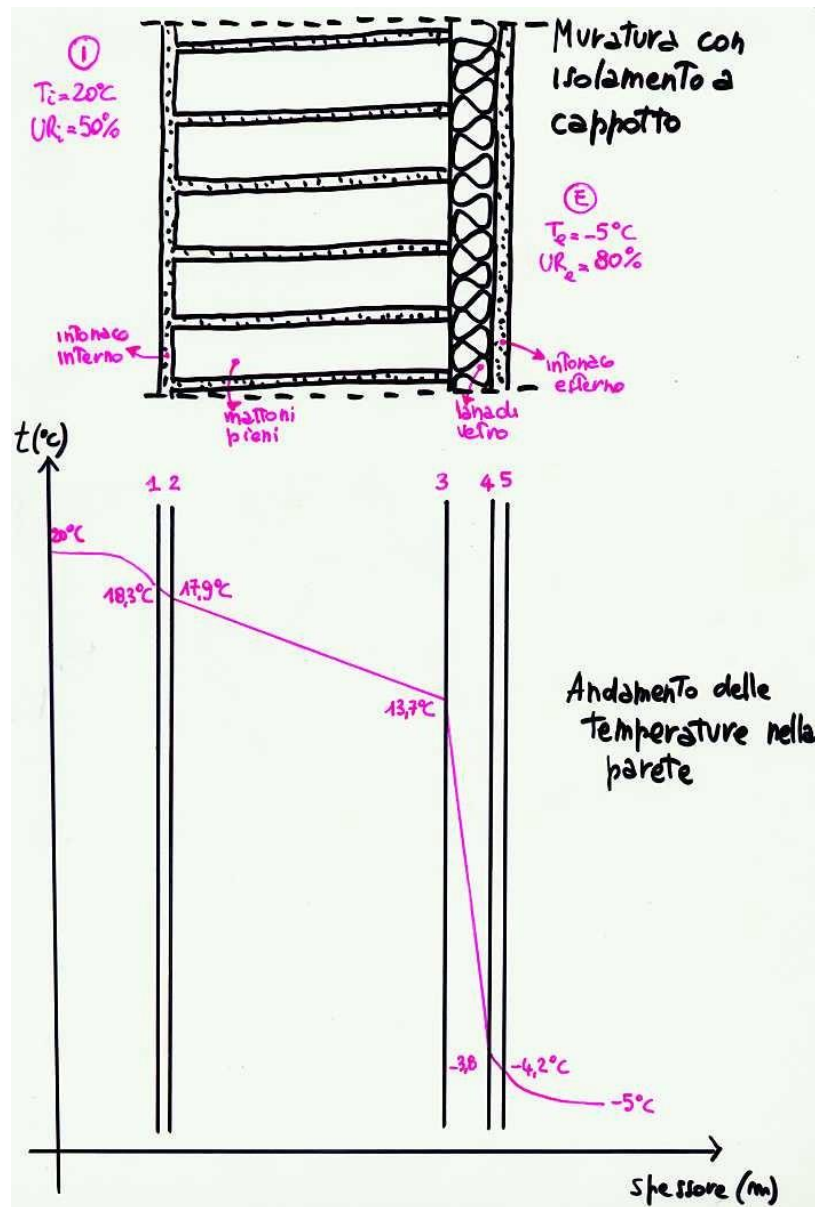 Muratura con
isolamento a
cappotto
I
Ti=20°C
URi=50%
E
Te=-5°C
URe=80%
intonaco
interno
mattoni
pieni
lana di
vetro
intonaco
esterno
t(°C)
1 2 3 4 5
20°C
18,3°C 17,9°C
13,7°C
Andamento delle
temperature nella
parete
-3,8 -4,2°C
-5°C
spessore (m)